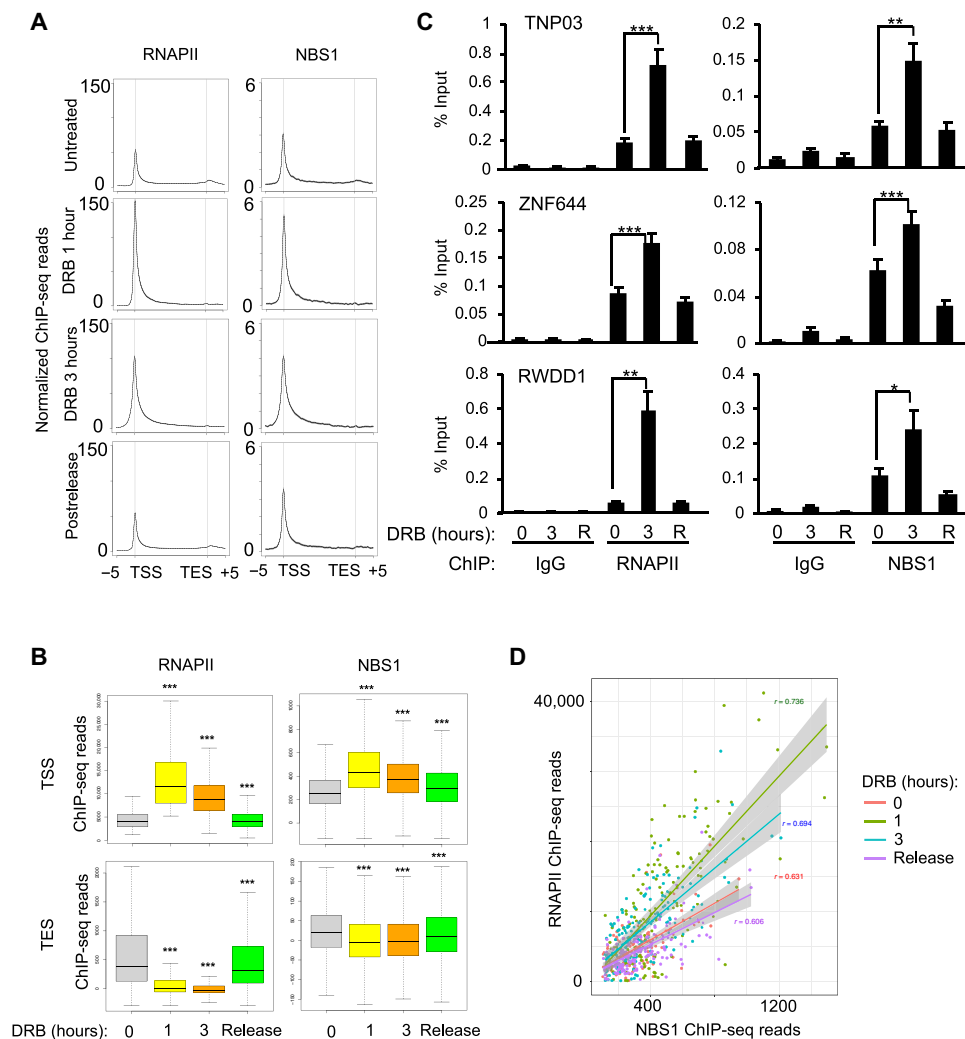 A
RNAPII
NBS1
Normalized ChIP-seq reads
Untreated
150
0
6
0
DRB 1 hour
150
0
6
0
DRB 3 hours
150
0
6
0
Postrelease
150
0
6
0
−5 TSS TES +5
−5 TSS TES +5
C
TNP03
% Input
1
0.8
0.6
0.4
0.2
0
***
0.2
0.15
0.1
0.05
0
**
ZNF644
% Input
0.25
0.2
0.15
0.1
0.05
0
***
0.12
0.08
0.04
0
***
RWDD1
% Input
0.8
0.6
0.4
0.2
0
**
0.4
0.3
0.2
0.1
0
*
DRB (hours): 0 3 R 0 3 R 0 3 R 0 3 R
ChIP: IgG RNAPII IgG NBS1
B
RNAPII
NBS1
TSS
ChIP-seq reads
*** *** ***
*** *** ***
TES
ChIP-seq reads
*** *** ***
*** *** ***
DRB (hours): 0 1 3 Release 0 1 3 Release
D
RNAPII ChIP-seq reads
40,000
0
r = 0.736
r = 0.694
r = 0.631
r = 0.606
400 1200
NBS1 ChIP-seq reads
DRB (hours):
0
1
3
Release